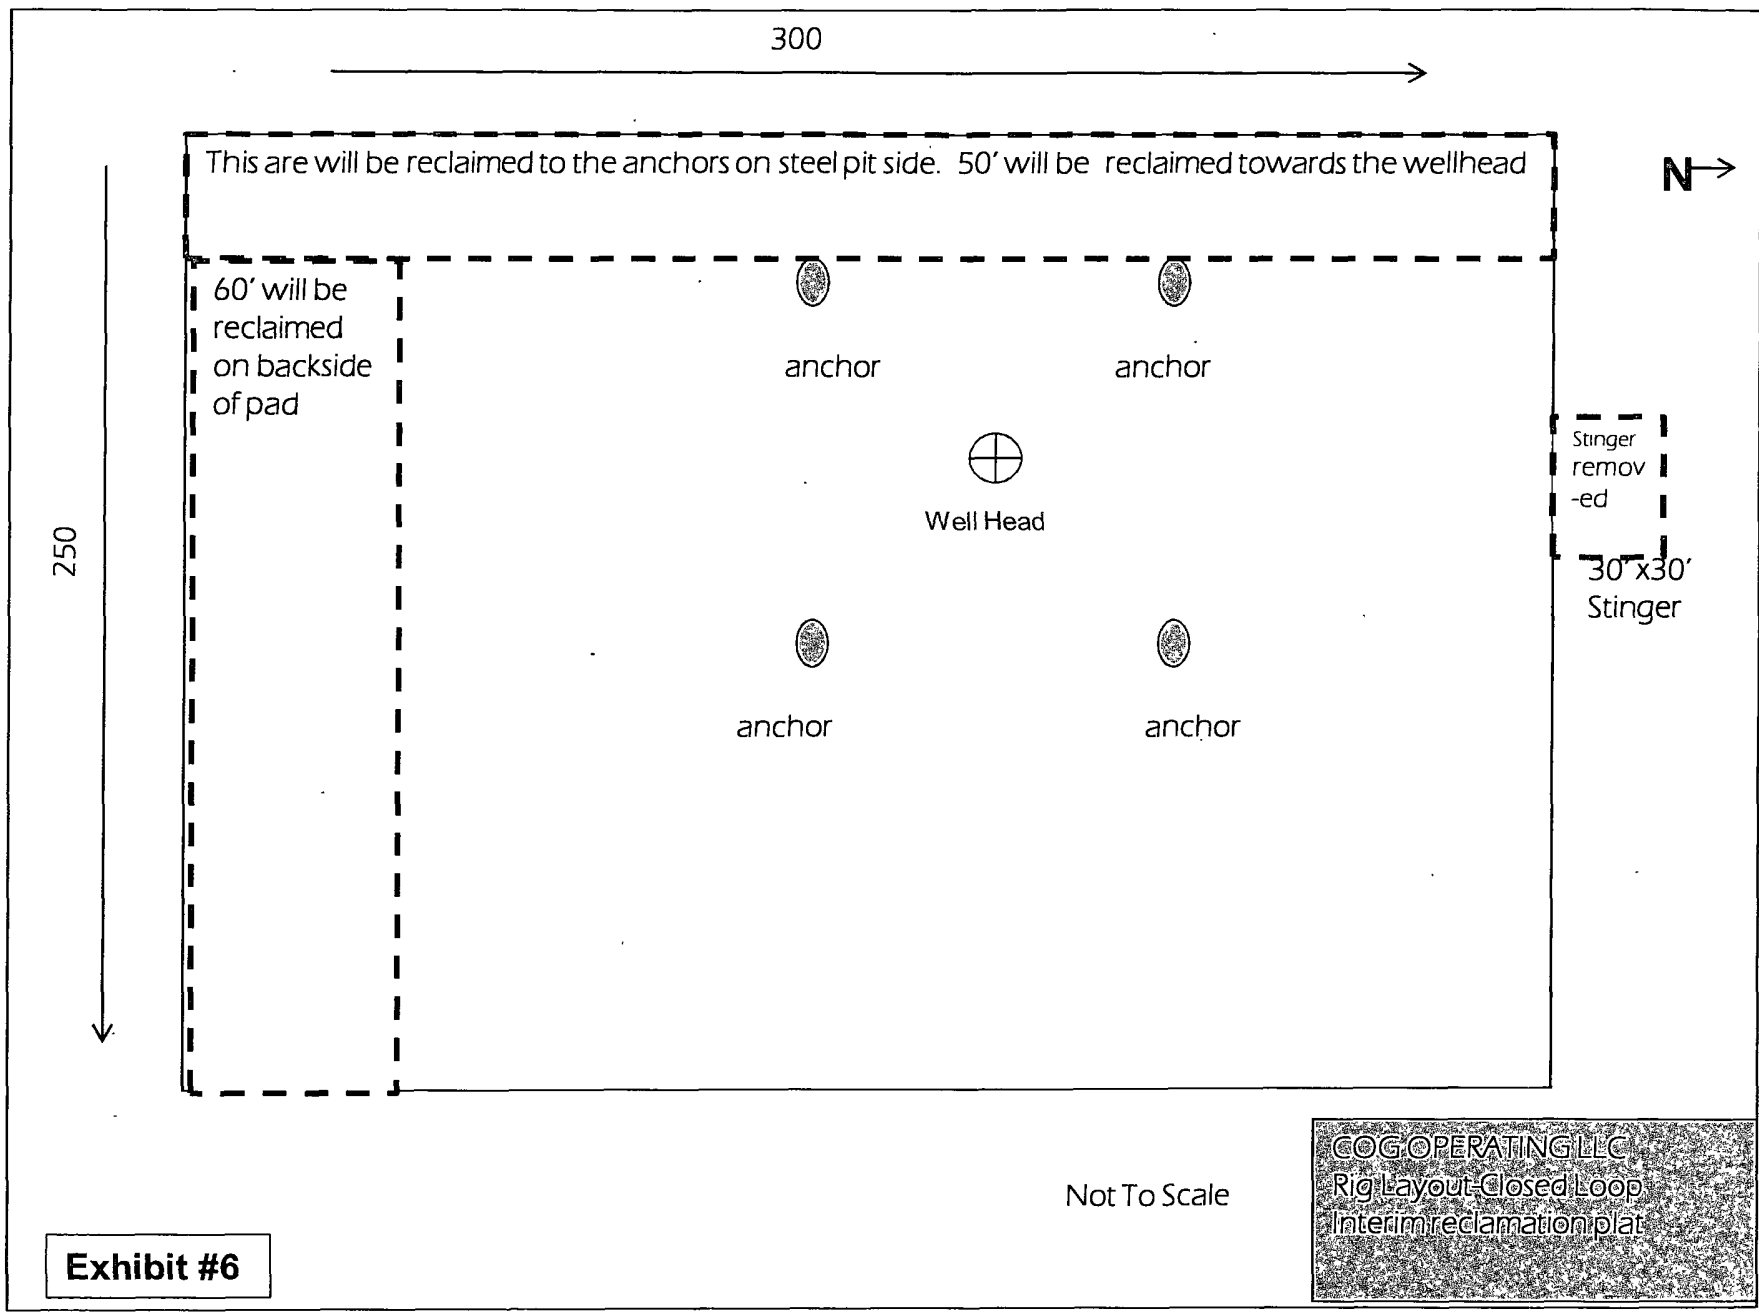 300
This are will be reclaimed to the anchors on steel pit side. 50' will be reclaimed towards the wellhead
N
60' will be
reclaimed
on backside
of pad
anchor
anchor
Stinger
remov
-ed
Well Head
250
30'x30'
Stinger
anchor
anchor
Not To Scale
COG OPERATING LLC
Rig Layout-Closed Loop
Interim reclamation plat
Exhibit #6